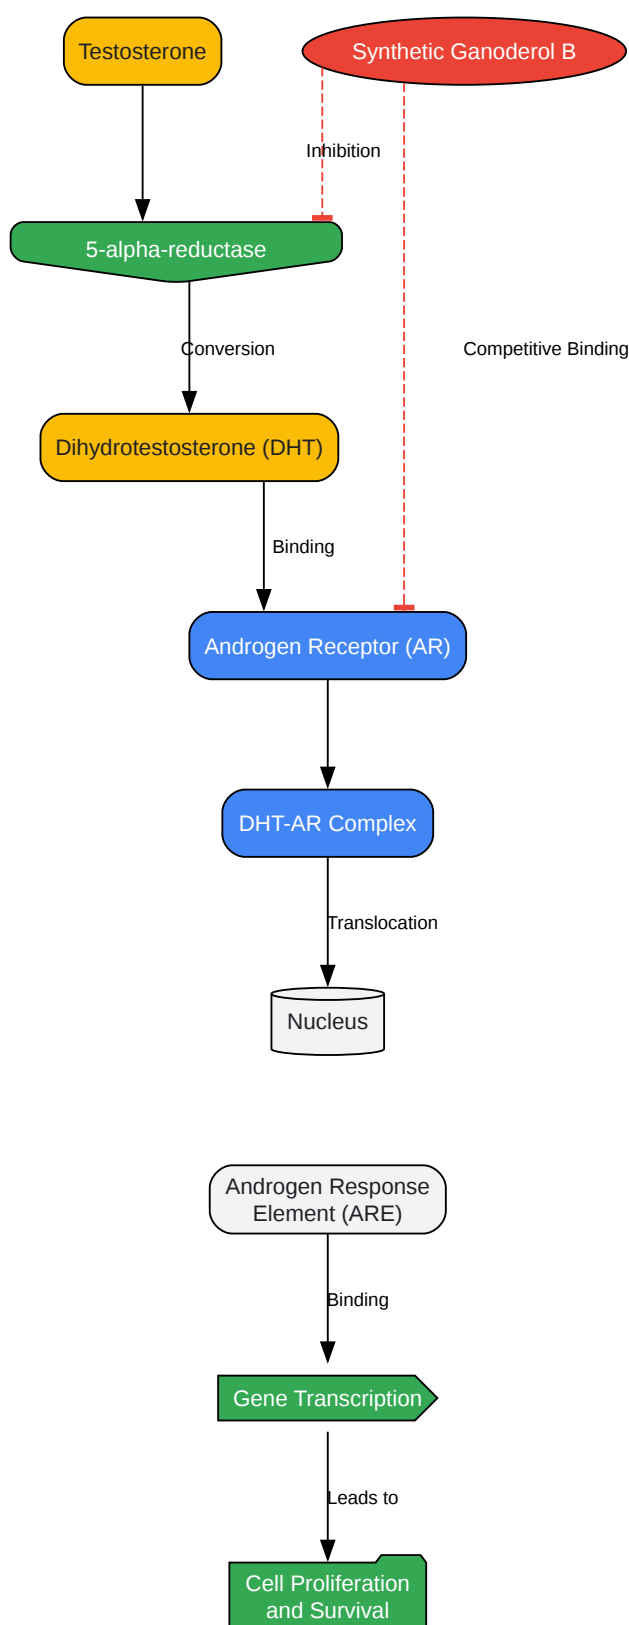 Testosterone
Synthetic Ganoderol B
Inhibition
5-alpha-reductase
Conversion
Competitive Binding
Dihydrotestosterone (DHT)
Binding
Androgen Receptor (AR)
DHT-AR Complex
Translocation
Nucleus
Androgen Response
Element (ARE)
Binding
Gene Transcription
Leads to
Cell Proliferation
and Survival